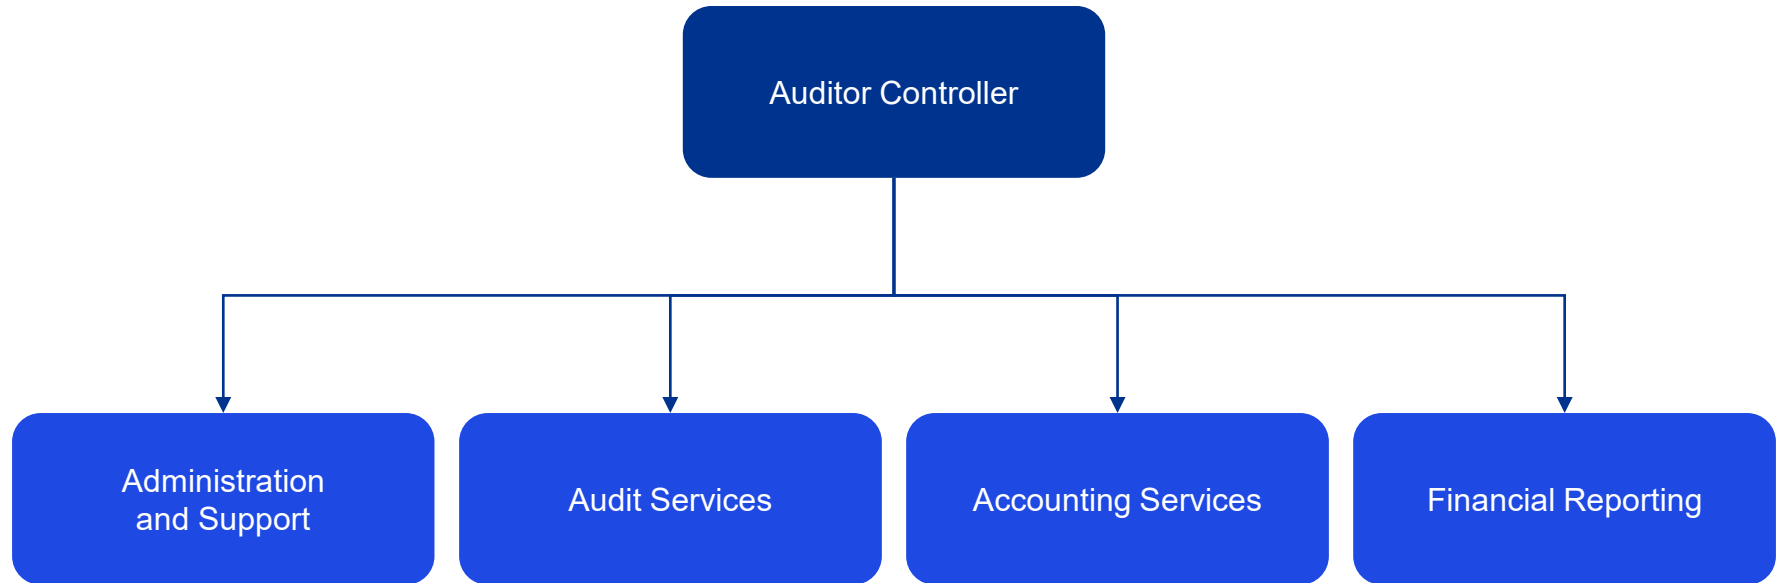 Auditor Controller
Administration
and Support
Audit Services
Accounting Services
Financial Reporting